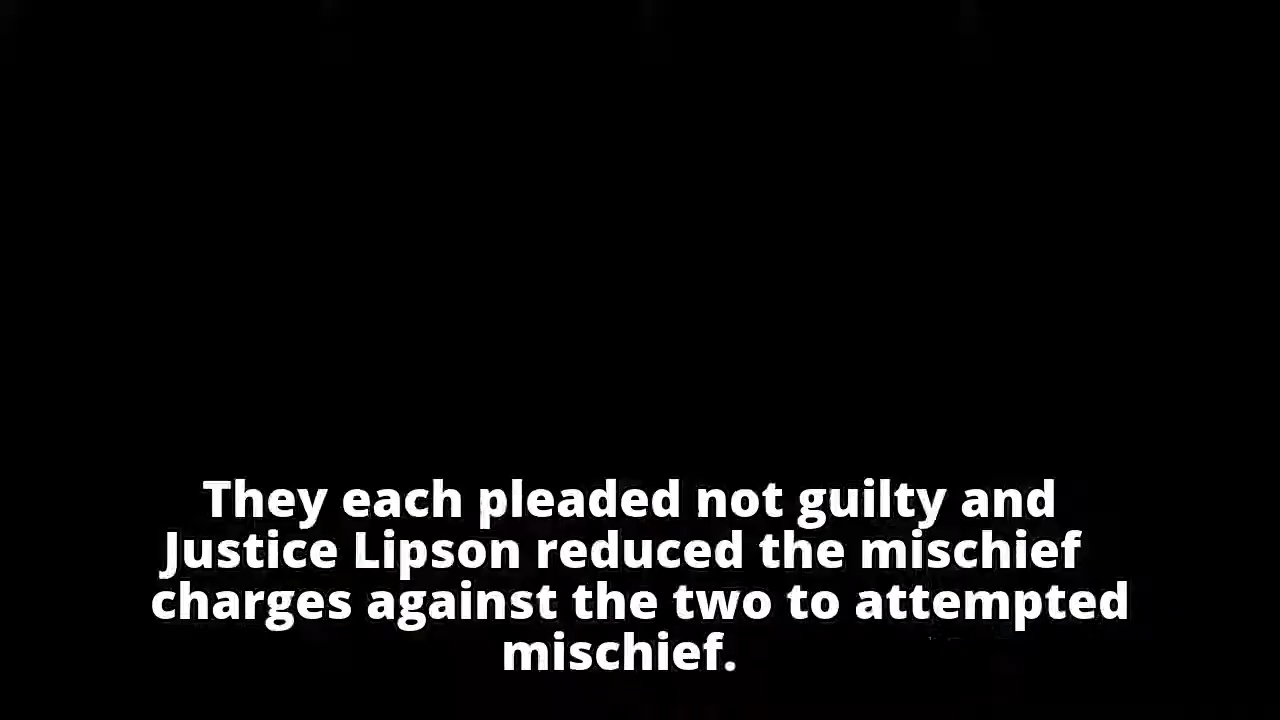 They each pleaded not guilty and
Justice Lipson reduced the mischief
charges against the two to attempted
mischief.